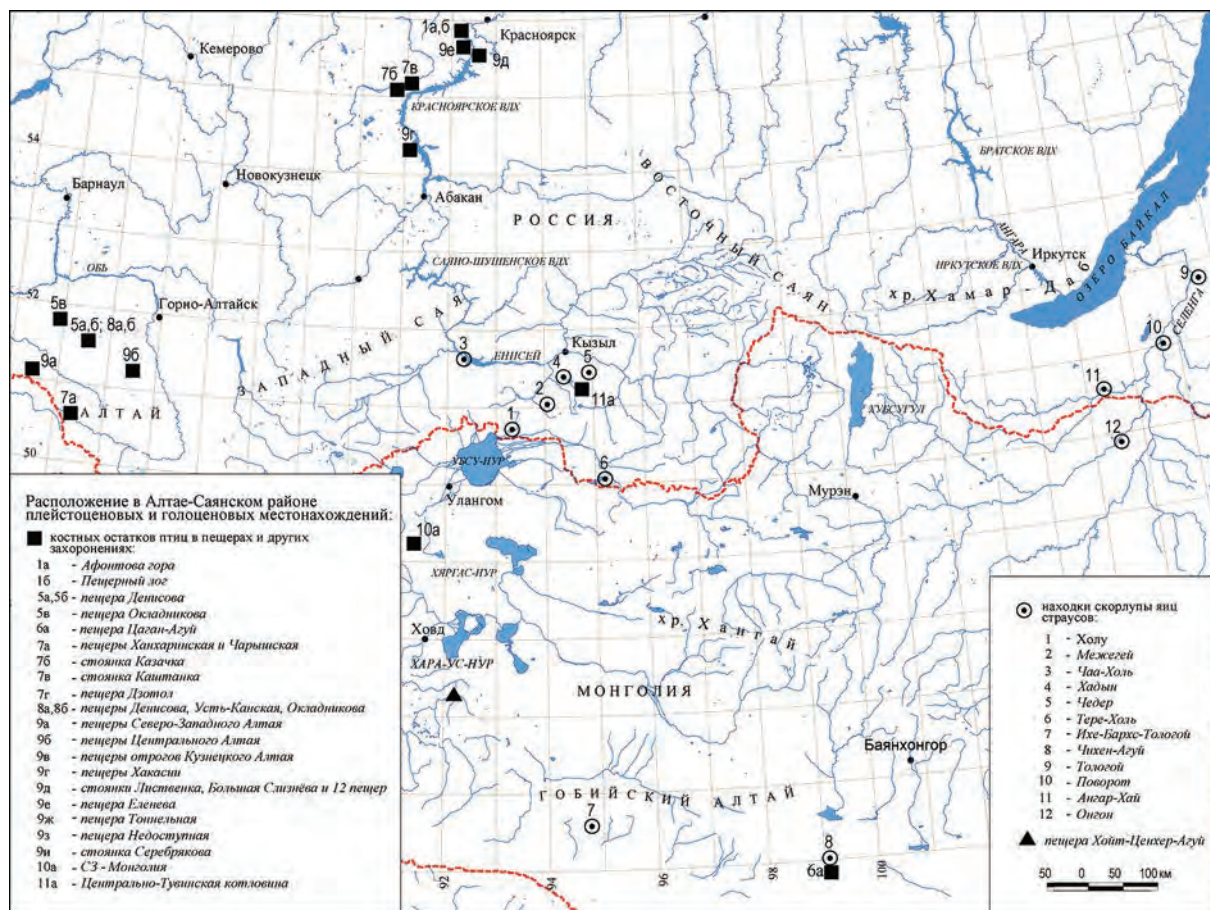 1а,б
Красноярск
Кемерово
9е
9д
7б
7в
КРАСНОЯРСКОЕ ВДХ
54
9г
БРАТСКОЕ ВДХ
Новокузнецк
Барнаул
Абакан
РОССИЯ
ВОСТОЧНЫЙ САЯН
АНГАРА
Иркутск
ОЗЕРО БАЙКАЛ
ОБЬ
САЯНО-ШУШЕНСКОЕ ВДХ
ИРКУТСКОЕ ВДХ
хр. Хамар-Даб
9
52
Горно-Алтайск
5в
5а,б; 8а,б
ЗАПАДНЫЙ САЯ
СЕЛЕНГА
10
3
ЕНИСЕЙ
Кызыл
9а
9б
4
5
2
11а
11
7а
АЛТАЙ
ХУБСУГУЛ
1
12
50
УБСУ-НУР
6
Улангом
Мурэн
10а
ХЯРГАС-НУР
Ховд
хр. Хангай
ХАРА-УС-НУР
МОНГОЛИЯ
Баянхонгор
ГОБИЙСКИЙ АЛТАЙ
7
8
6а
92
94
96
98
100
Расположение в Алтае-Саянском районе
плейстоценовых и голоценовых местонахождений:
костных остатков птиц в пещерах и других
захоронениях:
1а - Афонтова гора
1б - Пещерный лог
5а,5б - пещера Денисова
5в - пещера Окладникова
6а - пещера Цаган-Агуй
7а - пещеры Ханхаринская и Чарышская
7б - стоянка Казачка
7в - стоянка Каштанка
7г - пещера Дзотол
8а,8б - пещеры Денисова, Усть-Канская, Окладникова
9а - пещеры Северо-Западного Алтая
9б - пещеры Центрального Алтая
9в - пещеры отрогов Кузнецкого Алтая
9г - пещеры Хакасии
9д - стоянки Лиственка, Большая Слизнёва и 12 пещер
9е - пещера Еленева
9ж - пещера Тоннельная
9з - пещера Недоступная
9и - стоянка Серебрякова
10а - СЗ - Монголия
11а - Центрально-Тувинская котловина
находки скорлупы яиц
страусов:
1 - Холу
2 - Межегей
3 - Чаа-Холь
4 - Хадын
5 - Чедер
6 - Тере-Холь
7 - Ихе-Бархс-Тологой
8 - Чихен-Агуй
9 - Тологой
10 - Поворот
11 - Ангар-Хай
12 - Онгон
пещера Хойт-Ценхер-Агуй
50 0 50 100 км